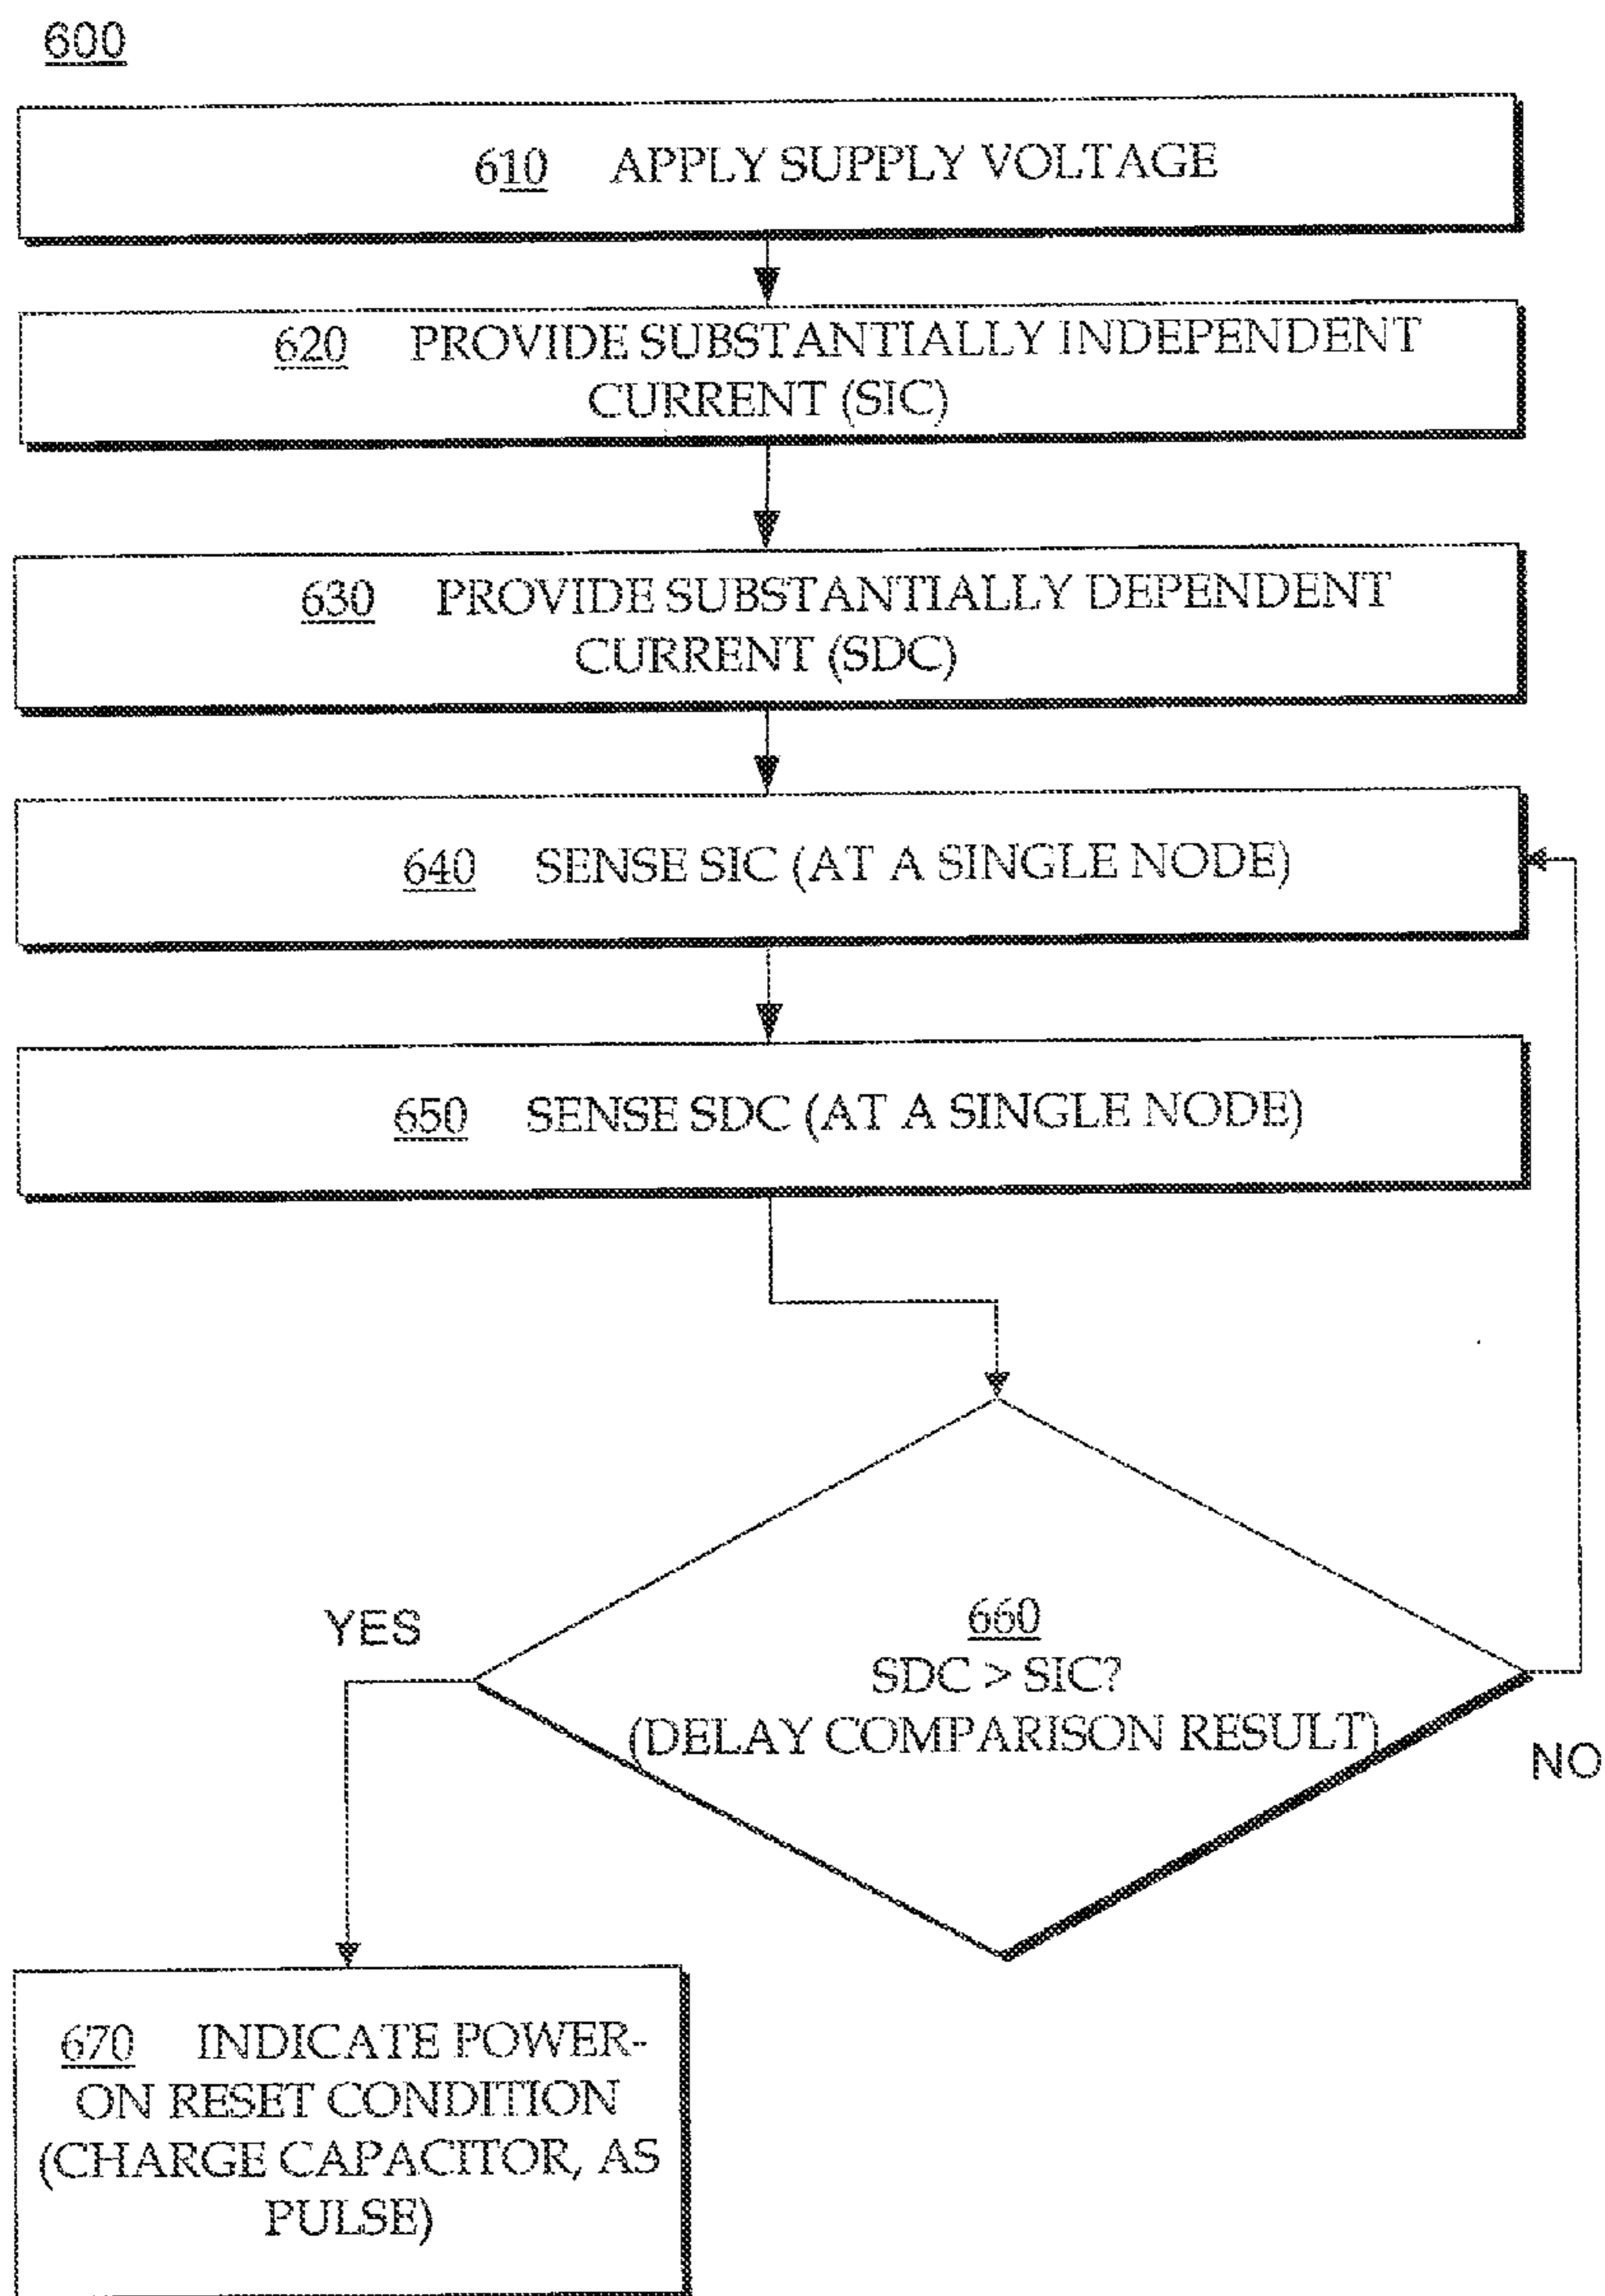 600
610 APPLY SUPPLY VOLTAGE
620 PROVIDE SUBSTANTIALLY INDEPENDENT
CURRENT (SIC)
630 PROVIDE SUBSTANTIALLY DEPENDENT
CURRENT (SDC)
640 SENSE SIC (AT A SINGLE NODE)
650 SENSE SDC (AT A SINGLE NODE)
YES
660
SDC > SIC?
(DELAY COMPARISON RESULT)
NO
670 INDICATE POWER-
ON RESET CONDITION
(CHARGE CAPACITOR, AS
PULSE)